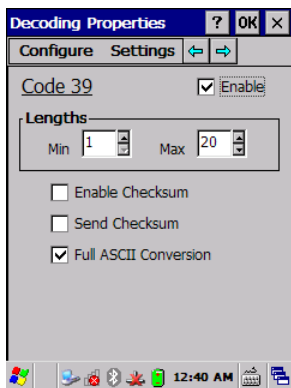 Decoding Properties ? OK ×
Configure Settings
Code 39 Enable
Lengths
Min 1 Max 20
Enable Checksum
Send Checksum
Full ASCII Conversion
12:40 AM